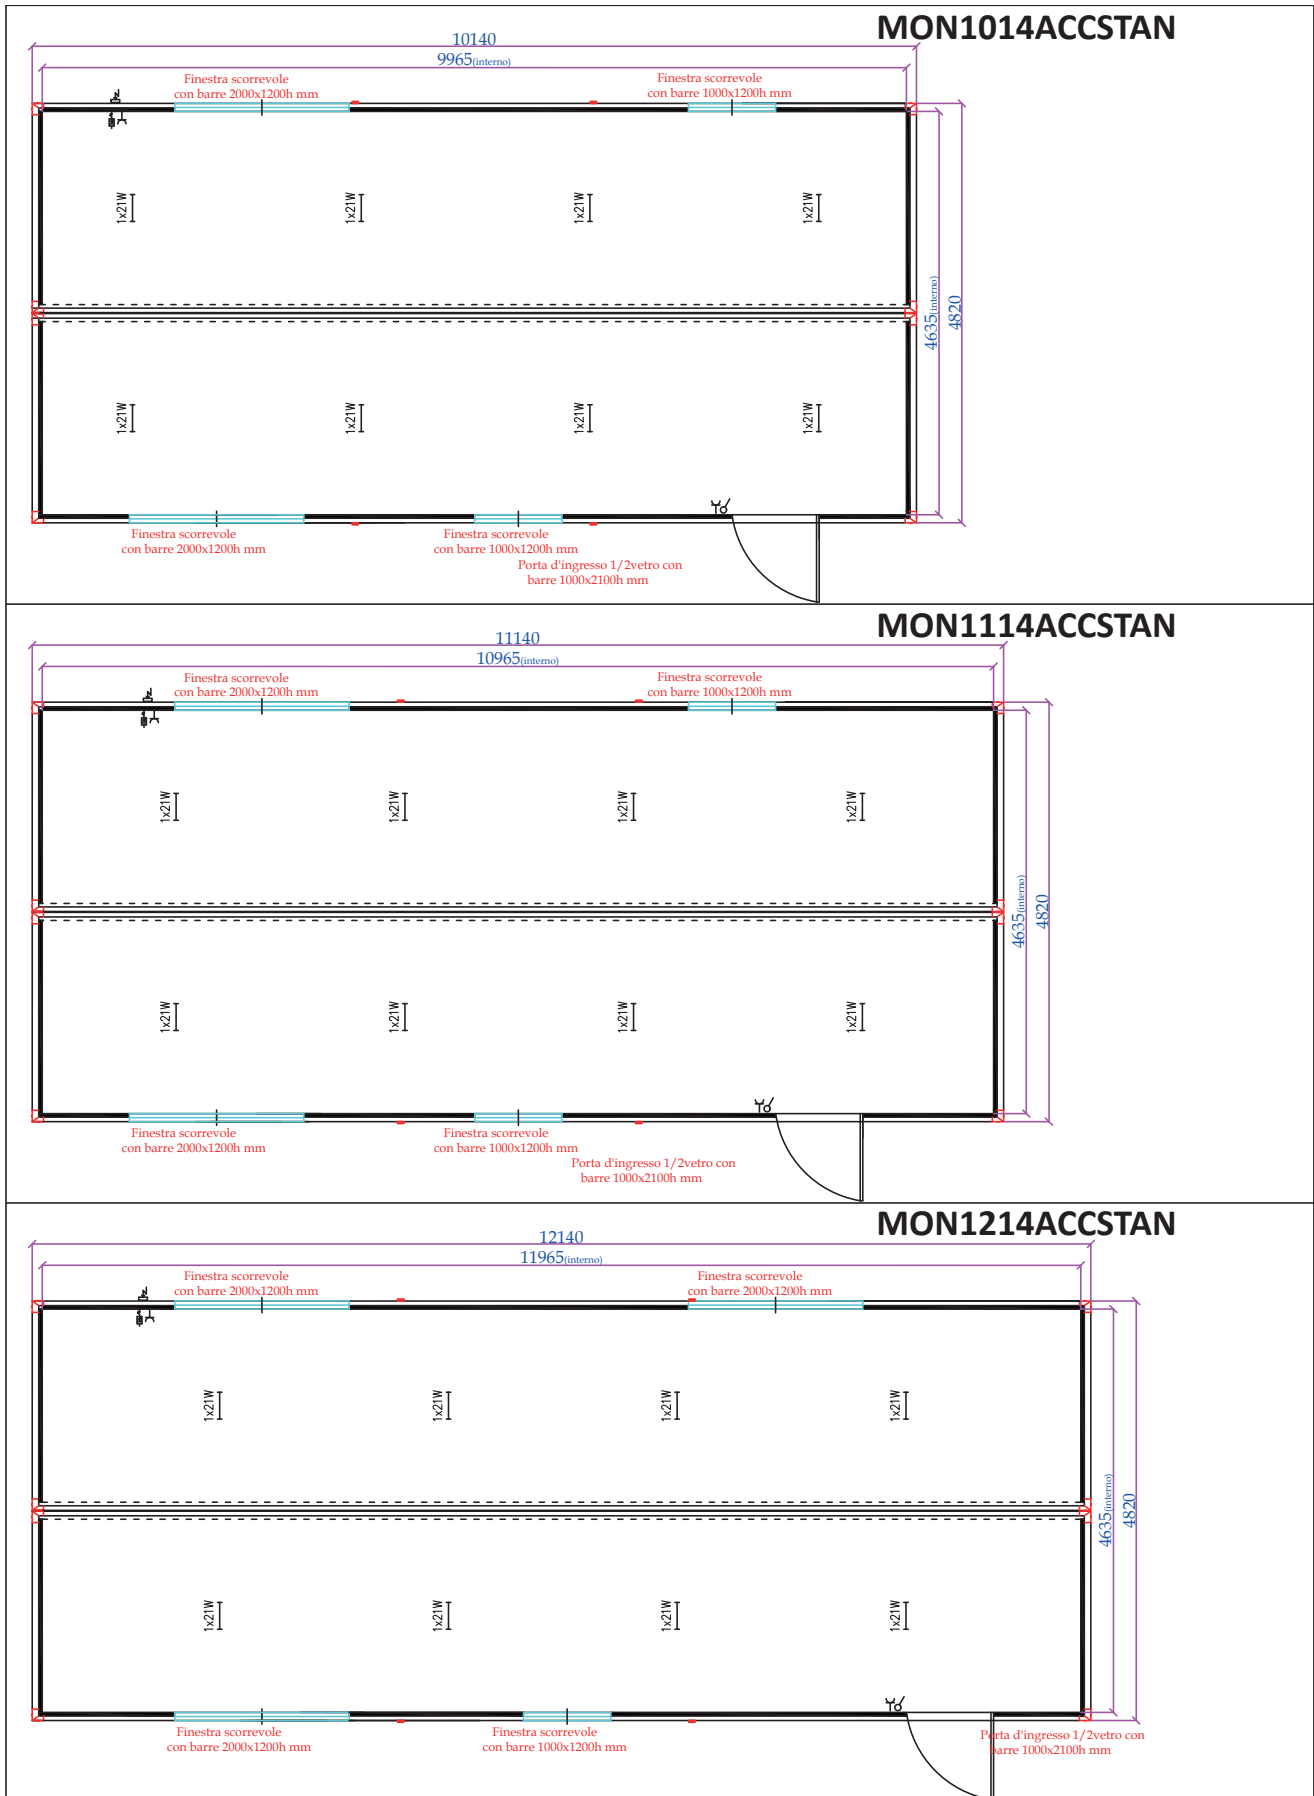 MON1014ACCSTAN
10140
9965(interno)
Finestra scorrevole
con barre 2000x1200h mm
Finestra scorrevole
con barre 1000x1200h mm
1x21W
1x21W
1x21W
1x21W
4635(interno)
4820
1x21W
1x21W
1x21W
1x21W
Finestra scorrevole
con barre 2000x1200h mm
Finestra scorrevole
con barre 1000x1200h mm
Porta d'ingresso 1/2vetro con
barre 1000x2100h mm
MON1114ACCSTAN
11140
10965(interno)
Finestra scorrevole
con barre 2000x1200h mm
Finestra scorrevole
con barre 1000x1200h mm
1x21W
1x21W
1x21W
1x21W
4635(interno)
4820
1x21W
1x21W
1x21W
1x21W
Finestra scorrevole
con barre 2000x1200h mm
Finestra scorrevole
con barre 1000x1200h mm
Porta d'ingresso 1/2vetro con
barre 1000x2100h mm
MON1214ACCSTAN
12140
11965(interno)
Finestra scorrevole
con barre 2000x1200h mm
Finestra scorrevole
con barre 2000x1200h mm
1x21W
1x21W
1x21W
1x21W
4635(interno)
4820
1x21W
1x21W
1x21W
1x21W
Finestra scorrevole
con barre 2000x1200h mm
Finestra scorrevole
con barre 1000x1200h mm
Porta d'ingresso 1/2vetro con
barre 1000x2100h mm